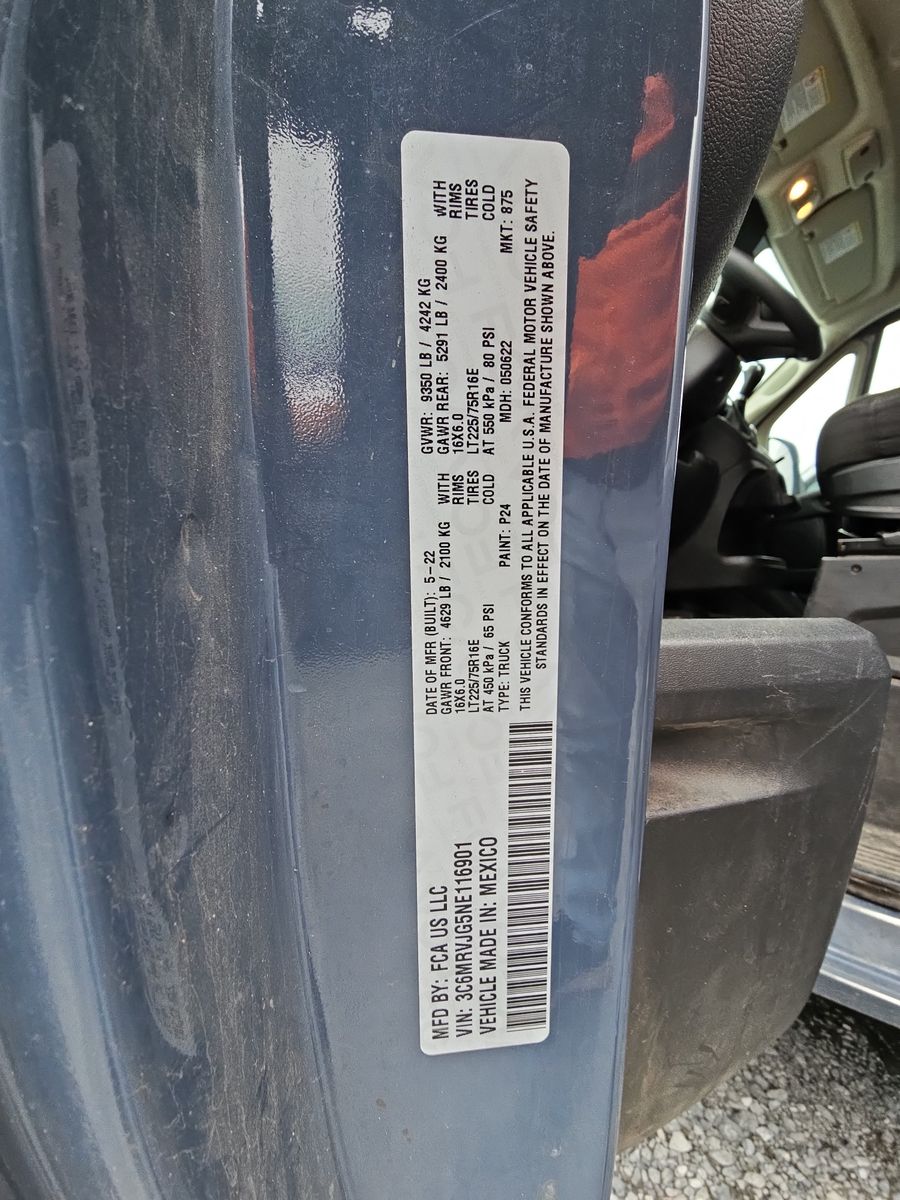 MFD BY: FCA US LLC
VIN: 3C6MRVJG5NE116901
VEHICLE MADE IN: MEXICO
DATE OF MFR (BUILT): 5-22 GVWR: 9350 LB / 4242 KG
GAWR FRONT: 4629 LB / 2100 KG WITH GAWR REAR: 5291 LB / 2400 KG WITH
16X6.0 RIMS 16X6.0 RIMS
LT225/75R16E TIRES LT225/75R16E TIRES
AT 450 kPa / 65 PSI COLD AT 550 kPa / 80 PSI COLD
TYPE: TRUCK PAINT: P24 MDH: 050622 MKT: 875
THIS VEHICLE CONFORMS TO ALL APPLICABLE U.S.A. FEDERAL MOTOR VEHICLE SAFETY
STANDARDS IN EFFECT ON THE DATE OF MANUFACTURE SHOWN ABOVE.